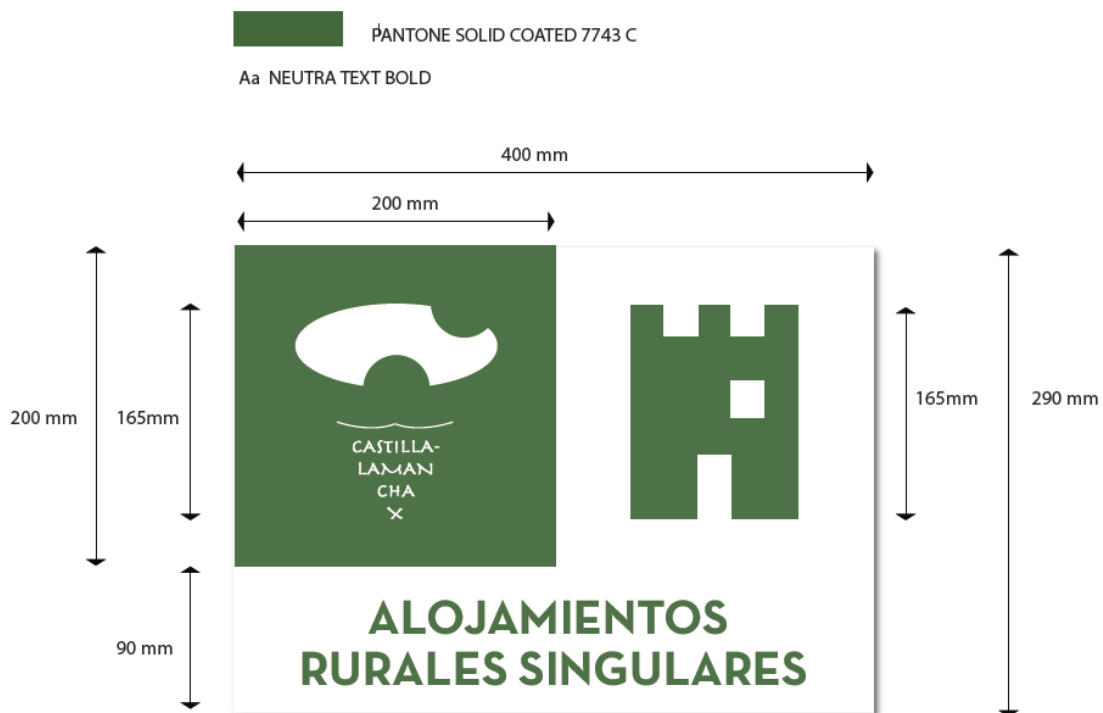 PANTONE SOLID COATED 7743 C
Aa NEUTRA TEXT BOLD
400 mm
200 mm
200 mm
165mm
CASTILLA-
LAMAN
CHA
X
165mm
290 mm
90 mm
ALOJAMIENTOS
RURALES SINGULARES